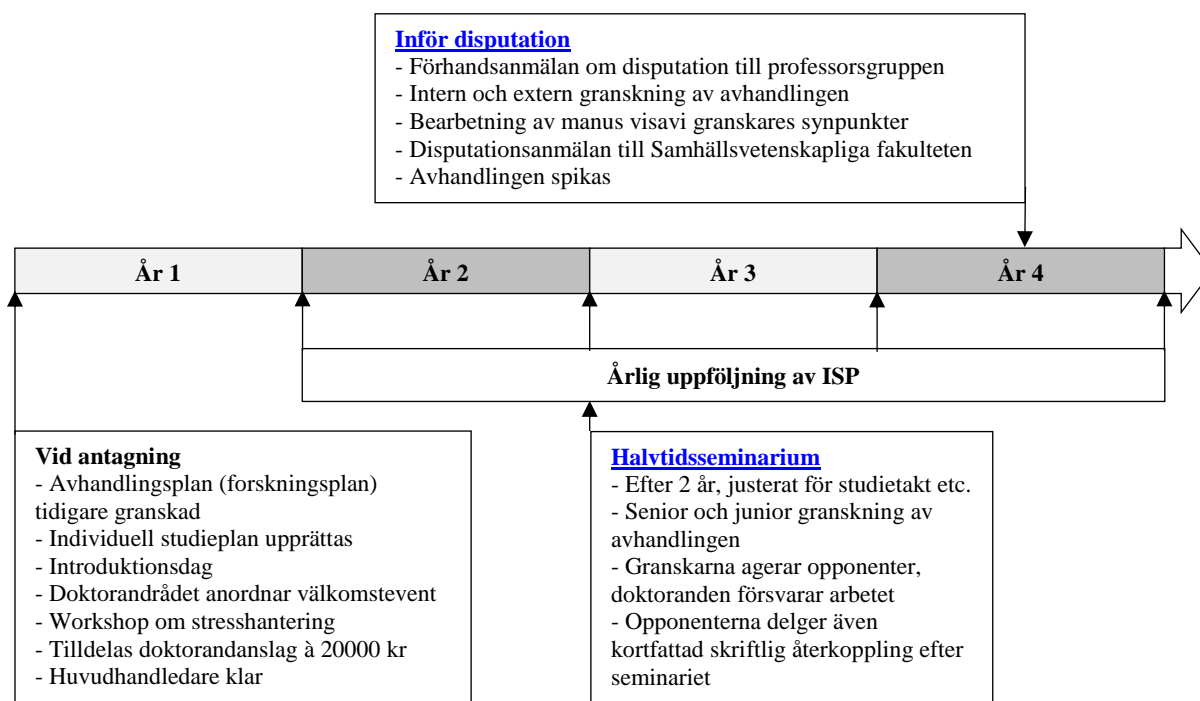 Inför disputation
- Förhandsanmälan om disputation till professorsgruppen
- Intern och extern granskning av avhandlingen
- Bearbetning av manus visavi granskares synpunkter
- Disputationsanmälan till Samhällsvetenskapliga fakulteten
- Avhandlingen spikas
År 1
År 2
År 3
År 4
Årlig uppföljning av ISP
Vid antagning
- Avhandlingsplan (forskningsplan)
tidigare granskad
- Individuell studieplan upprättas
- Introduktionsdag
- Doktorandrådet anordnar välkomstevent
- Workshop om stresshantering
- Tilldelas doktorandanslag à 20000 kr
- Huvudhandledare klar
Halvtidsseminarium
- Efter 2 år, justerat för studietakt etc.
- Senior och junior granskning av
avhandlingen
- Granskarna agerar opponenter,
doktoranden försvarar arbetet
- Opponenterna delger även
kortfattad skriftlig återkoppling efter
seminariet